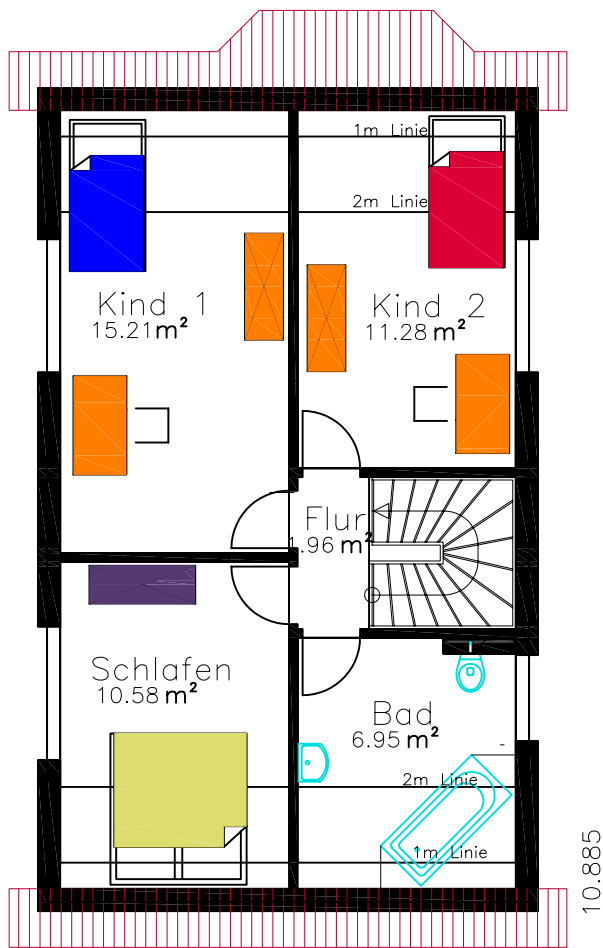 1m Linie
2m Linie
Kind 1
15.21 m²
Kind 2
11.28 m²
Flur
1.96 m²
Schlafen
10.58 m²
Bad
6.95 m²
2m Linie
1m Linie
10.885